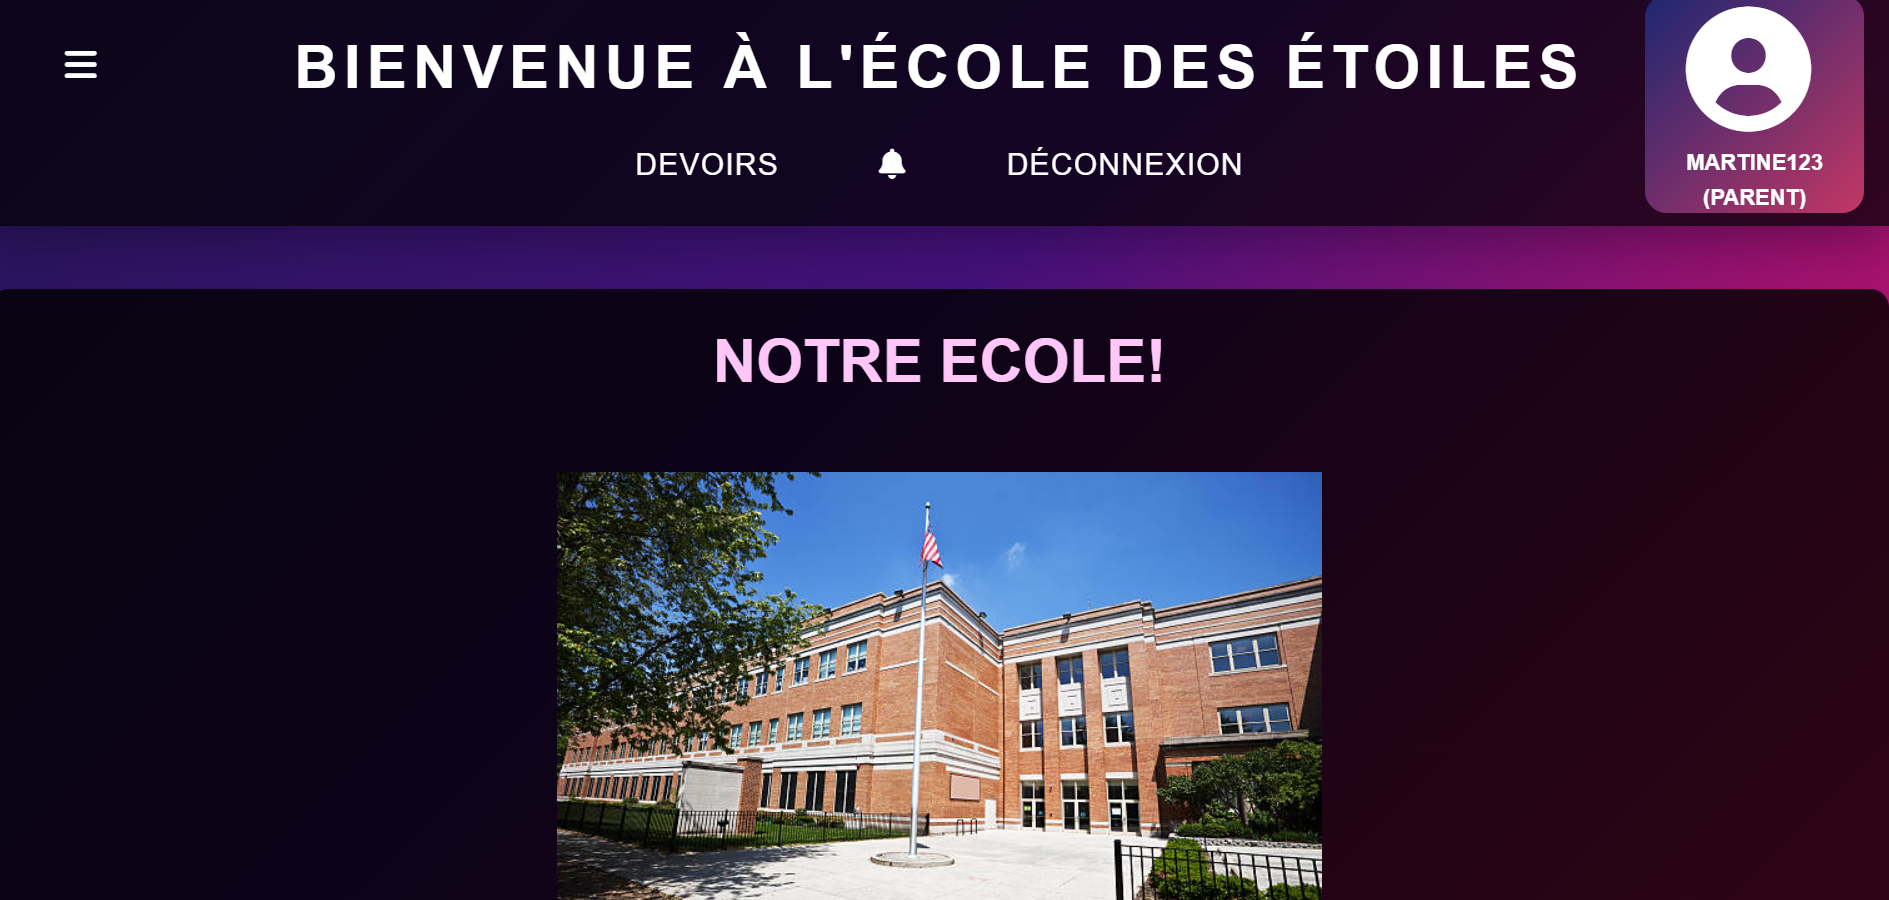 BIENVENUE À L'ÉCOLE DES ÉTOILES
DEVOIRS
DÉCONNEXION
MARTINE123
(PARENT)
NOTRE ECOLE!